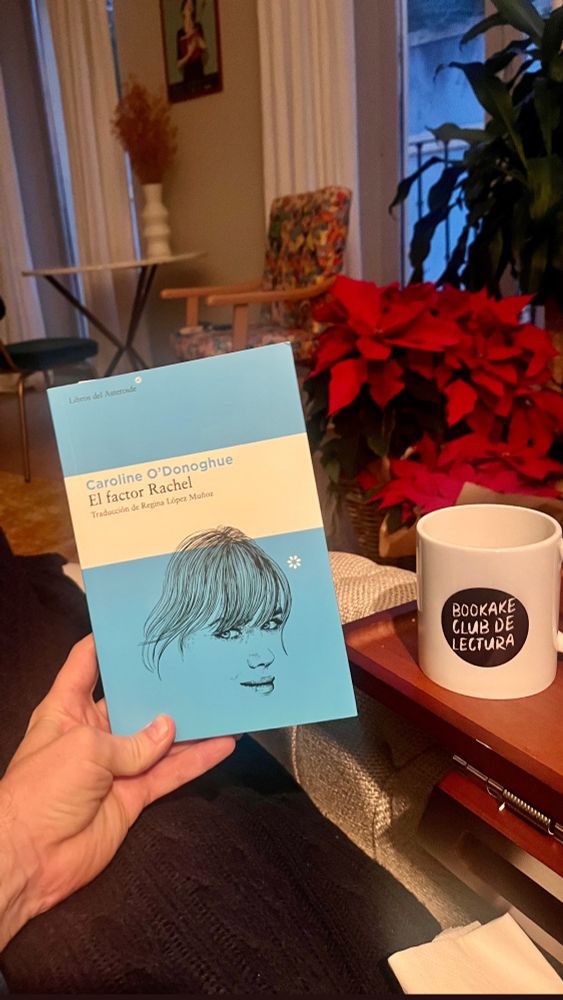 Libros del Asteroide
Caroline O'Donoghue
El factor Rachel
Traducción de Regina López Muñoz
BOOKAKE
CLUB DE
LECTURA